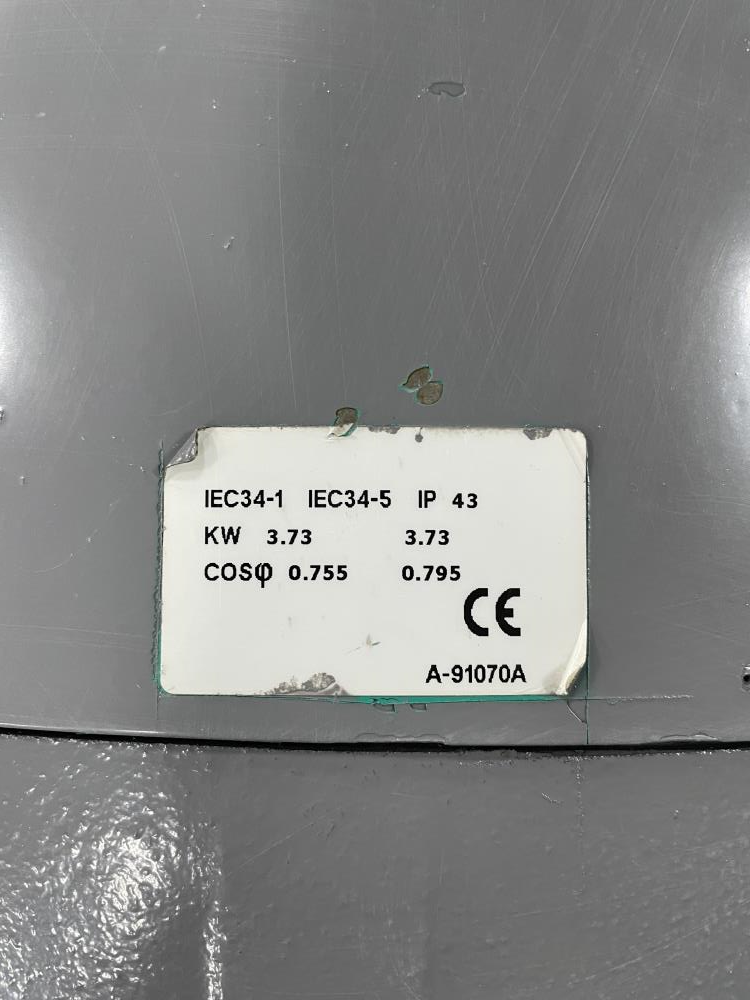 IEC34-1 IEC34-5 IP 43
KW 3.73 3.73
COSφ 0.755 0.795
CE
A-91070A